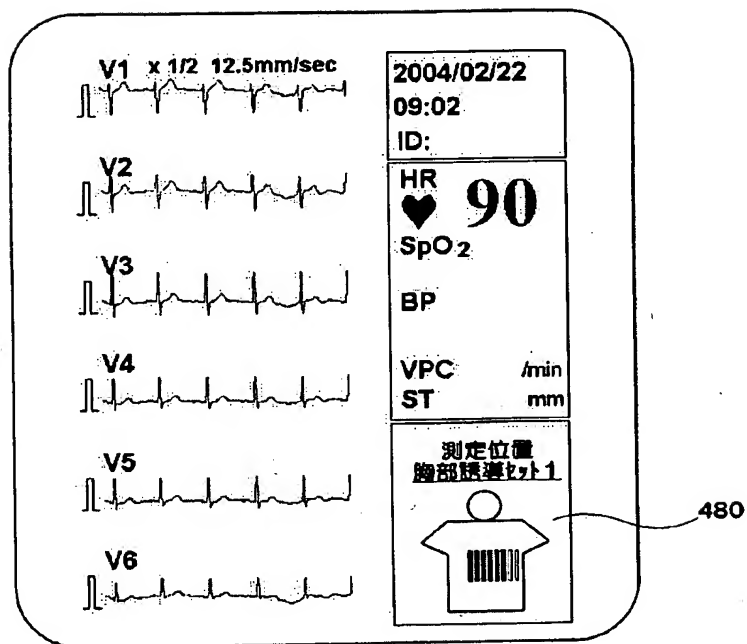 V1 x 1/2 12.5mm/sec
V2
V3
V4
V5
V6
2004/02/22
09:02
ID:
HR
♥ 90
SpO2
BP
VPC /min
ST mm
測定位置
胸部誘導セット1
480